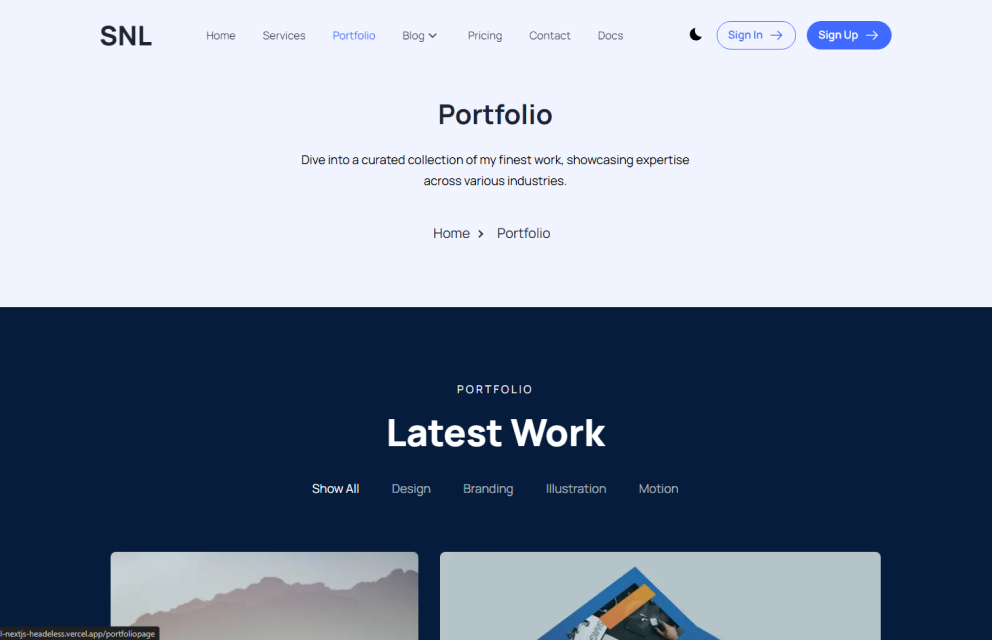 SNL
Home Services Portfolio Blog Pricing Contact Docs Sign In Sign Up
Portfolio
Dive into a curated collection of my finest work, showcasing expertise
across various industries.
Home Portfolio
PORTFOLIO
Latest Work
Show All Design Branding Illustration Motion
l-nextjs-headeless.vercel.app/portfoliopage